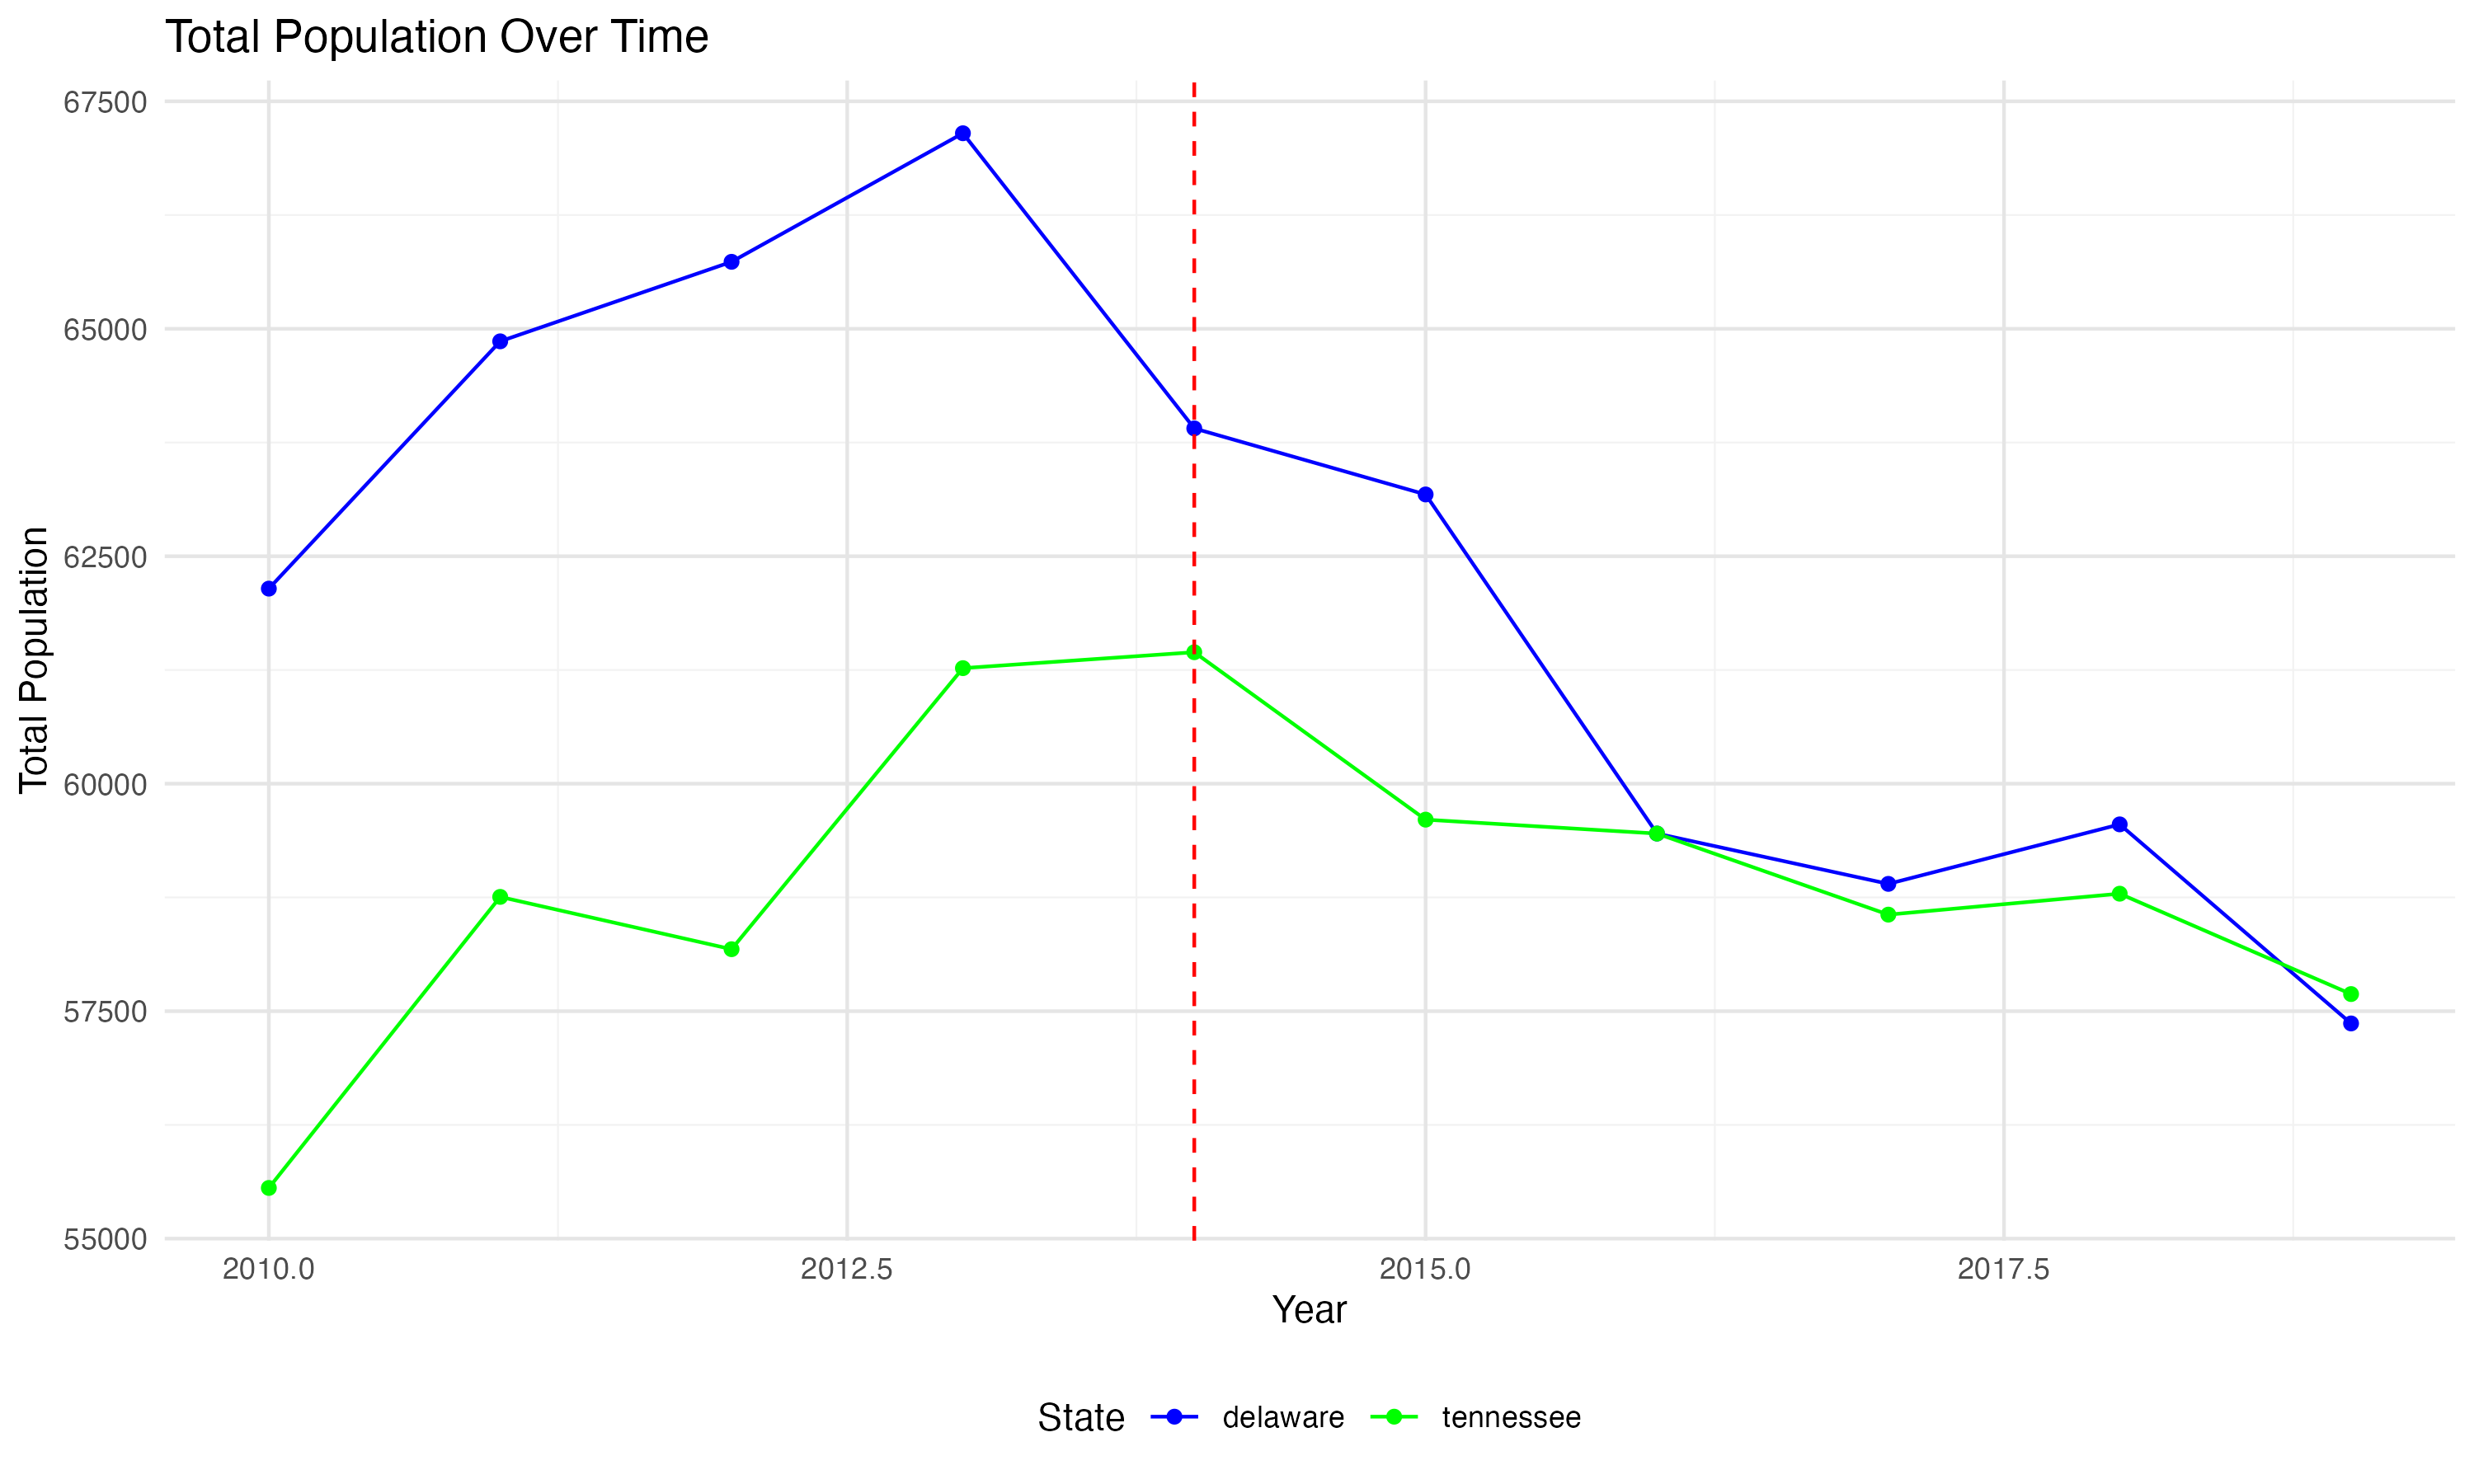 Total Population Over Time
67500
65000
62500
60000
57500
55000
Total Population
2010.0 2012.5 2015.0 2017.5
Year
State delaware tennessee